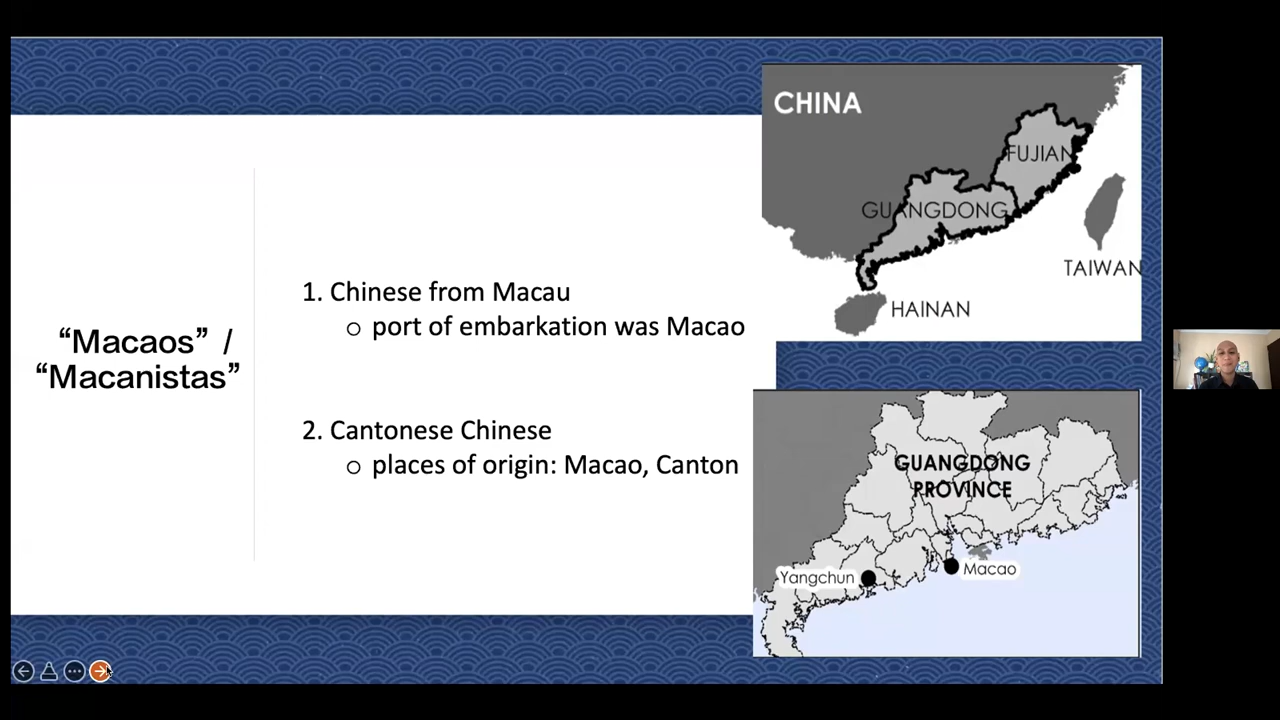 “Macaos” /
“Macanistas”
1. Chinese from Macau
o port of embarkation was Macao
2. Cantonese Chinese
o places of origin: Macao, Canton
CHINA
FUJIAN
GUANGDONG
TAIWAN
HAINAN
GUANGDONG
PROVINCE
Yangchun
Macao